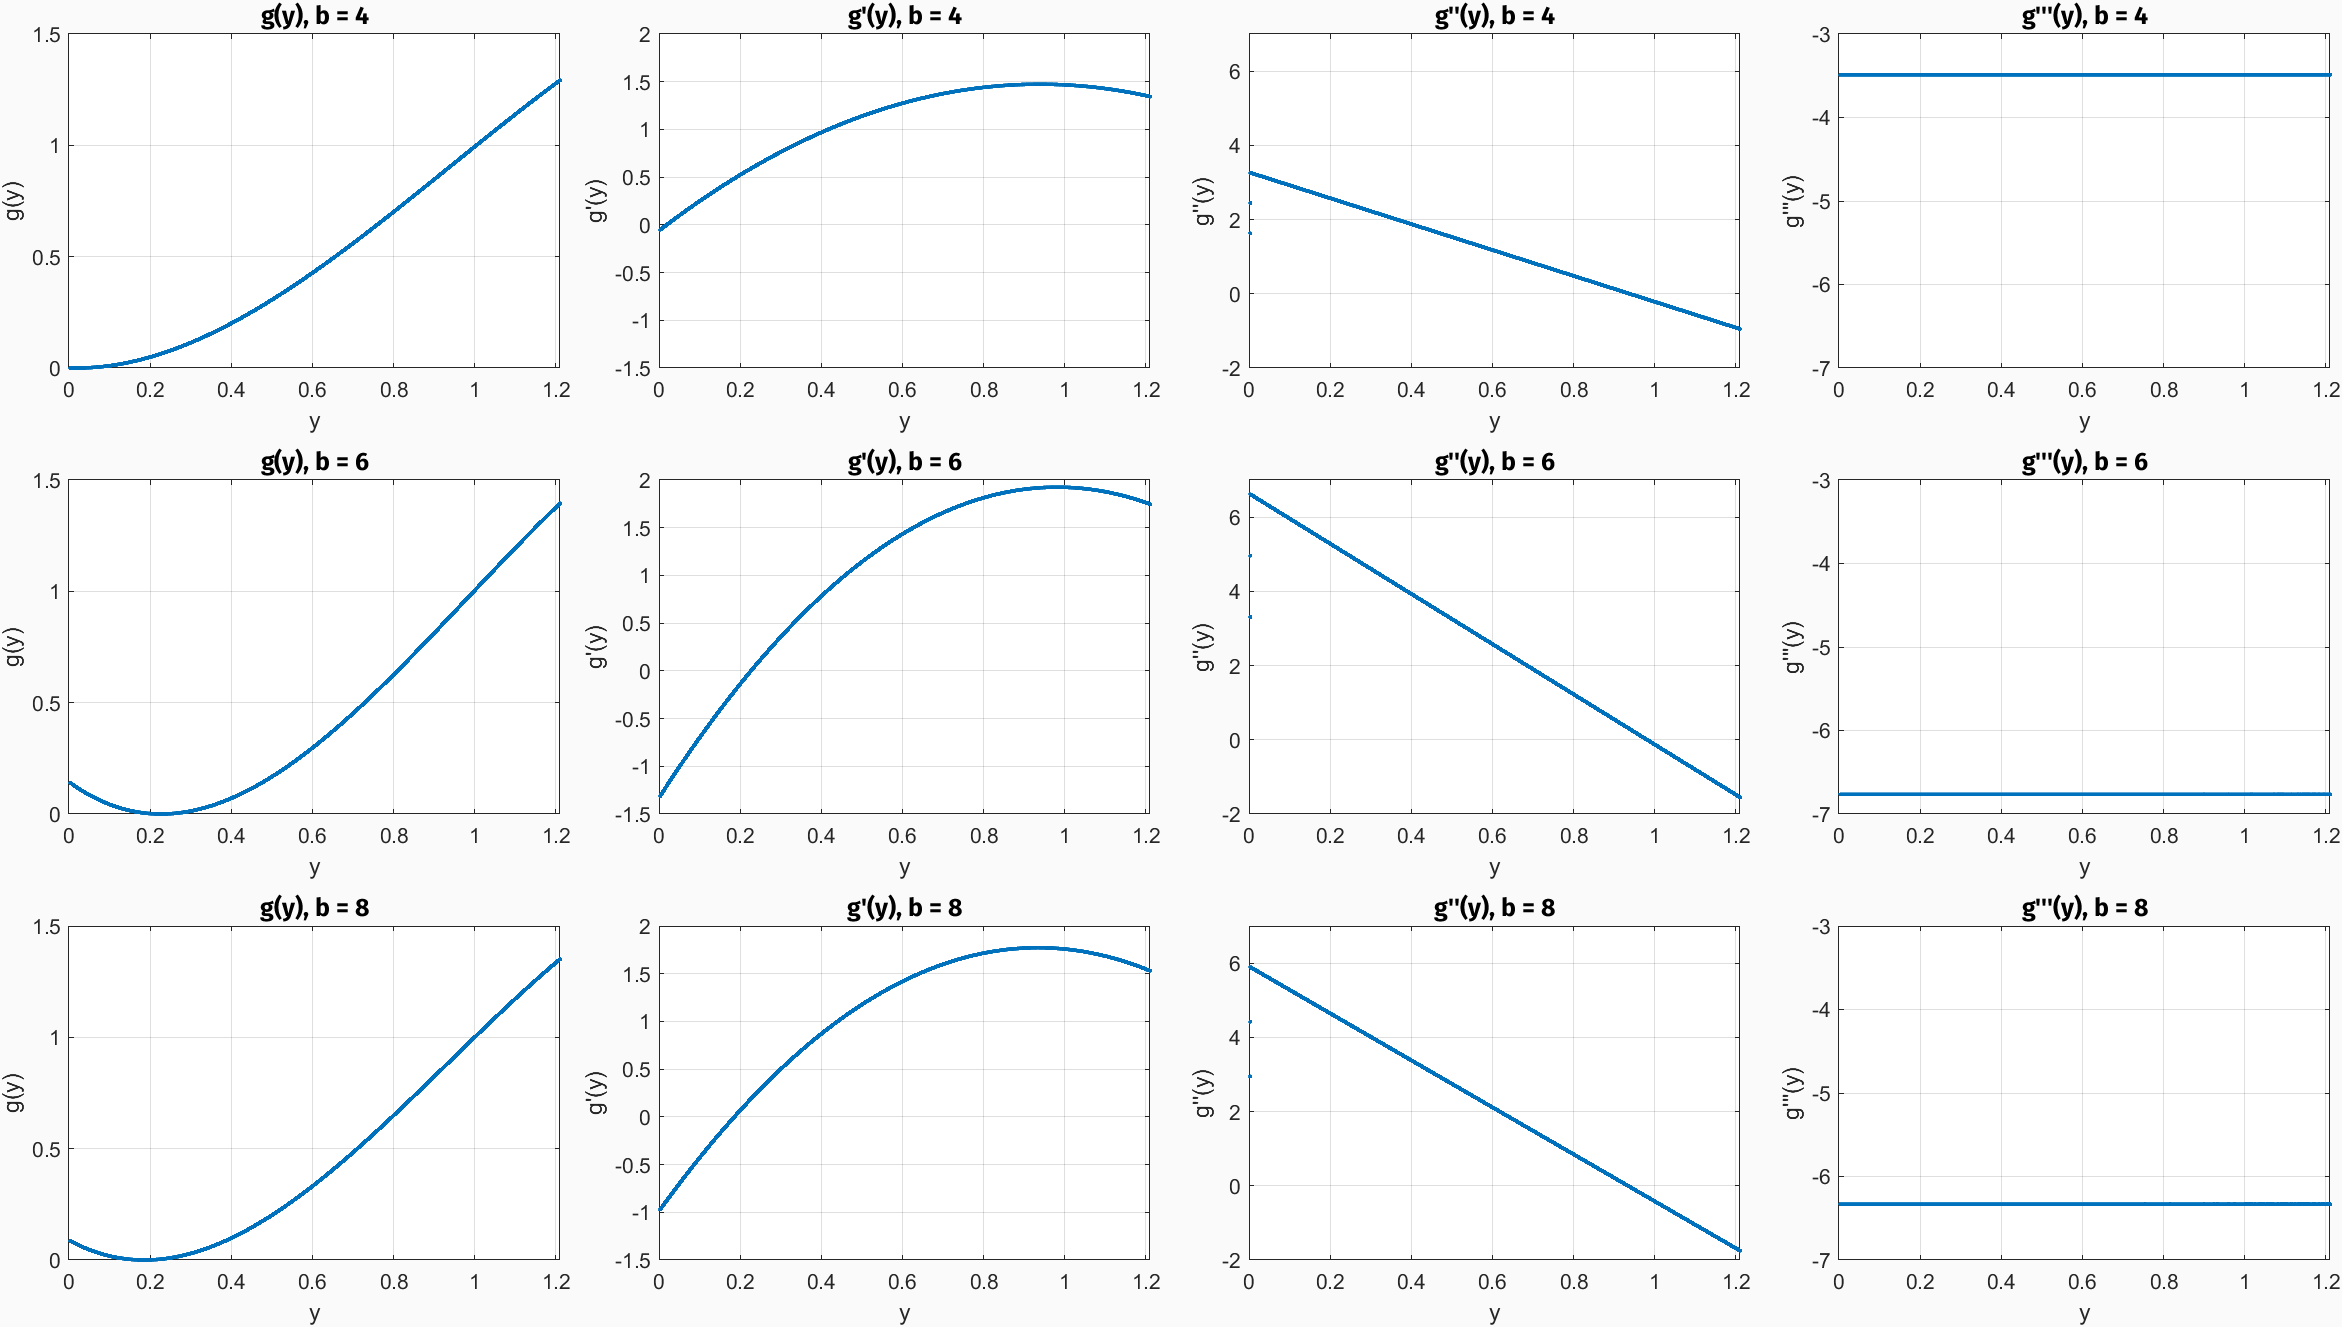 g(y), b = 4
1.5
1
0.5
0
g(y)
0 0.2 0.4 0.6 0.8 1 1.2
y
g'(y), b = 4
2
1.5
1
0.5
0
-0.5
-1
-1.5
g'(y)
0 0.2 0.4 0.6 0.8 1 1.2
y
g''(y), b = 4
6
4
2
0
-2
g''(y)
0 0.2 0.4 0.6 0.8 1 1.2
y
g'''(y), b = 4
-3
-4
-5
-6
-7
g'''(y)
0 0.2 0.4 0.6 0.8 1 1.2
y
g(y), b = 6
1.5
1
0.5
0
g(y)
0 0.2 0.4 0.6 0.8 1 1.2
y
g'(y), b = 6
2
1.5
1
0.5
0
-0.5
-1
-1.5
g'(y)
0 0.2 0.4 0.6 0.8 1 1.2
y
g''(y), b = 6
6
4
2
0
-2
g''(y)
0 0.2 0.4 0.6 0.8 1 1.2
y
g'''(y), b = 6
-3
-4
-5
-6
-7
g'''(y)
0 0.2 0.4 0.6 0.8 1 1.2
y
g(y), b = 8
1.5
1
0.5
0
g(y)
0 0.2 0.4 0.6 0.8 1 1.2
y
g'(y), b = 8
2
1.5
1
0.5
0
-0.5
-1
-1.5
g'(y)
0 0.2 0.4 0.6 0.8 1 1.2
y
g''(y), b = 8
6
4
2
0
-2
g''(y)
0 0.2 0.4 0.6 0.8 1 1.2
y
g'''(y), b = 8
-3
-4
-5
-6
-7
g'''(y)
0 0.2 0.4 0.6 0.8 1 1.2
y